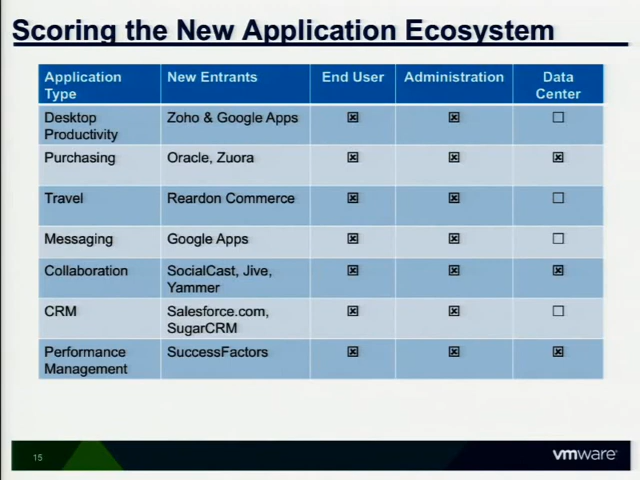 Scoring the New Application Ecosystem
Application Type New Entrants End User Administration Data Center
Desktop Productivity Zoho & Google Apps ☒ ☒ ☐
Purchasing Oracle, Zuora ☒ ☒ ☒
Travel Reardon Commerce ☒ ☒ ☐
Messaging Google Apps ☒ ☒ ☐
Collaboration SocialCast, Jive, Yammer ☒ ☒ ☒
CRM Salesforce.com, SugarCRM ☒ ☒ ☐
Performance Management SuccessFactors ☒ ☒ ☒
15
vmware